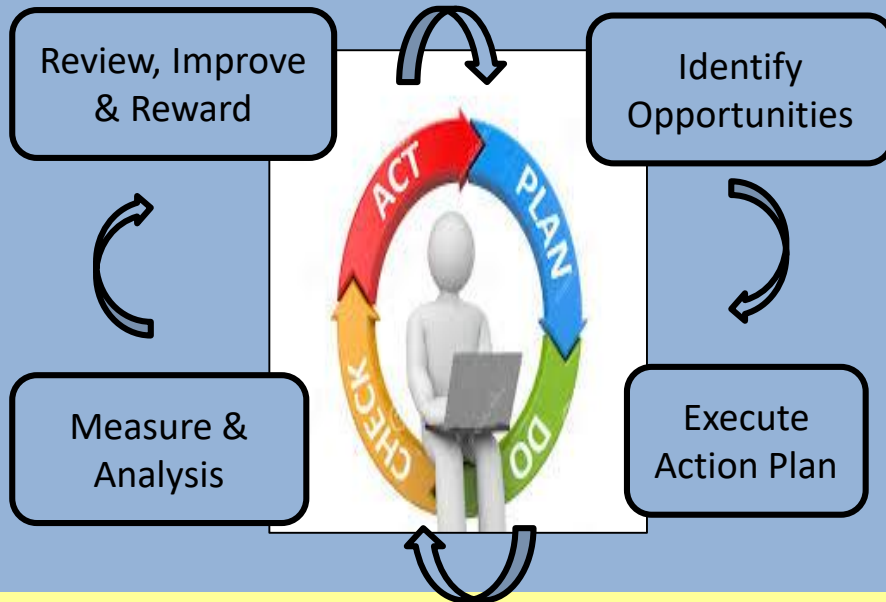 Review, Improve
& Reward
Identify
Opportunities
ACT
PLAN
CHECK
DO
Measure &
Analysis
Execute
Action Plan